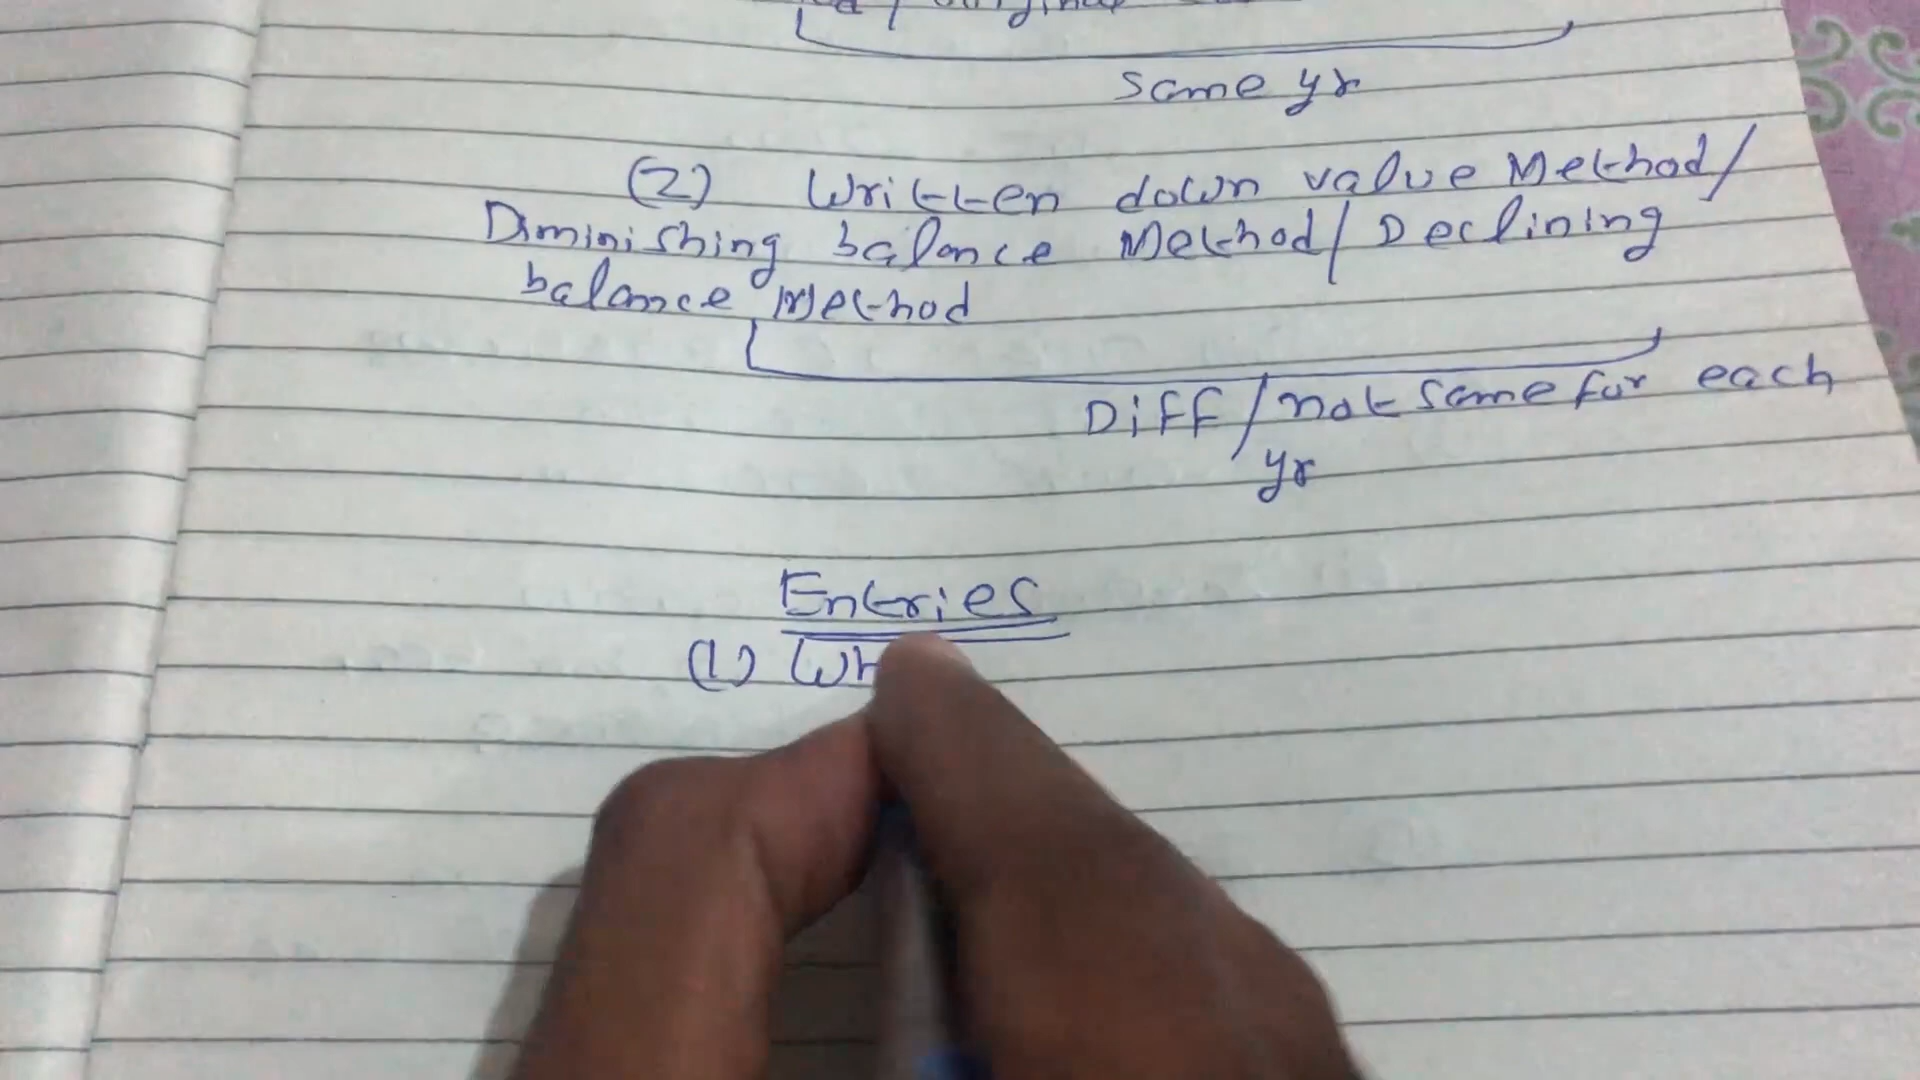 same yr
(2) Written down value Method/
Diminishing balance Method/ Declining
balance Method
Diff/not same for each
yr
Entries
(1) Wh